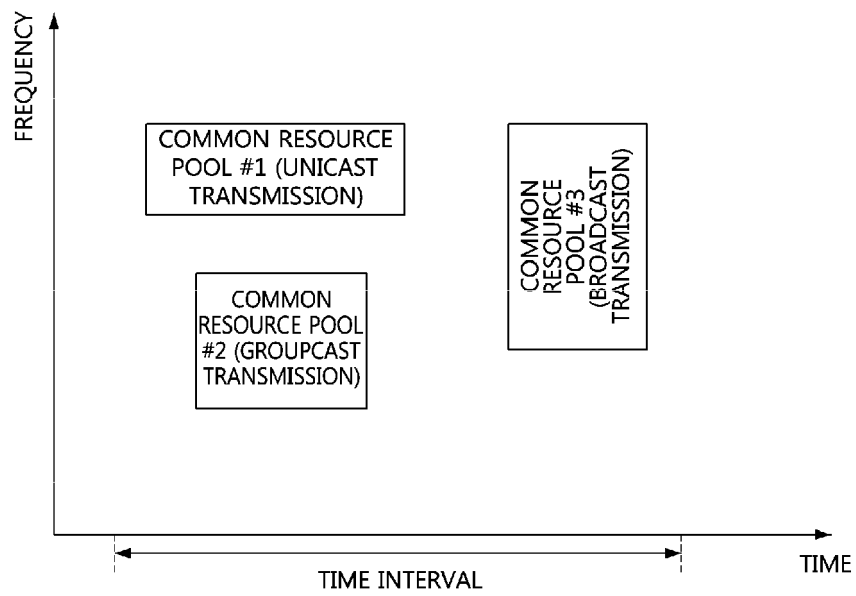 FREQUENCY
COMMON RESOURCE
POOL #1 (UNICAST
TRANSMISSION)
COMMON
RESOURCE POOL
#2 (GROUPCAST
TRANSMISSION)
COMMON
RESOURCE
POOL #3
(BROADCAST
TRANSMISSION)
TIME
TIME INTERVAL